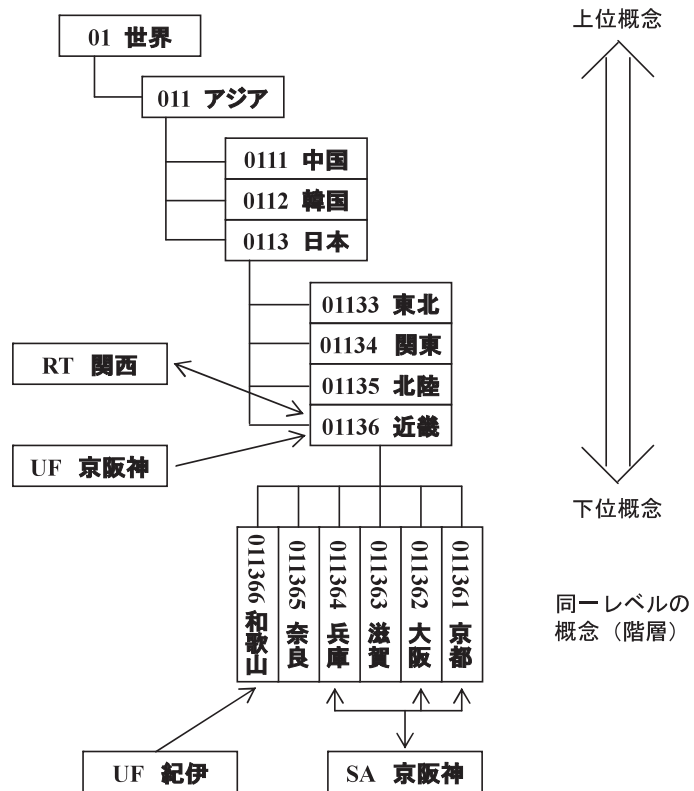 上位概念
01 世界
011 アジア
0111 中国
0112 韓国
0113 日本
01133 東北
01134 関東
01135 北陸
01136 近畿
RT 関西
UF 京阪神
下位概念
011366 和歌山
011365 奈良
011364 兵庫
011363 滋賀
011362 大阪
011361 京都
同一レベルの
概念（階層）
UF 紀伊
SA 京阪神